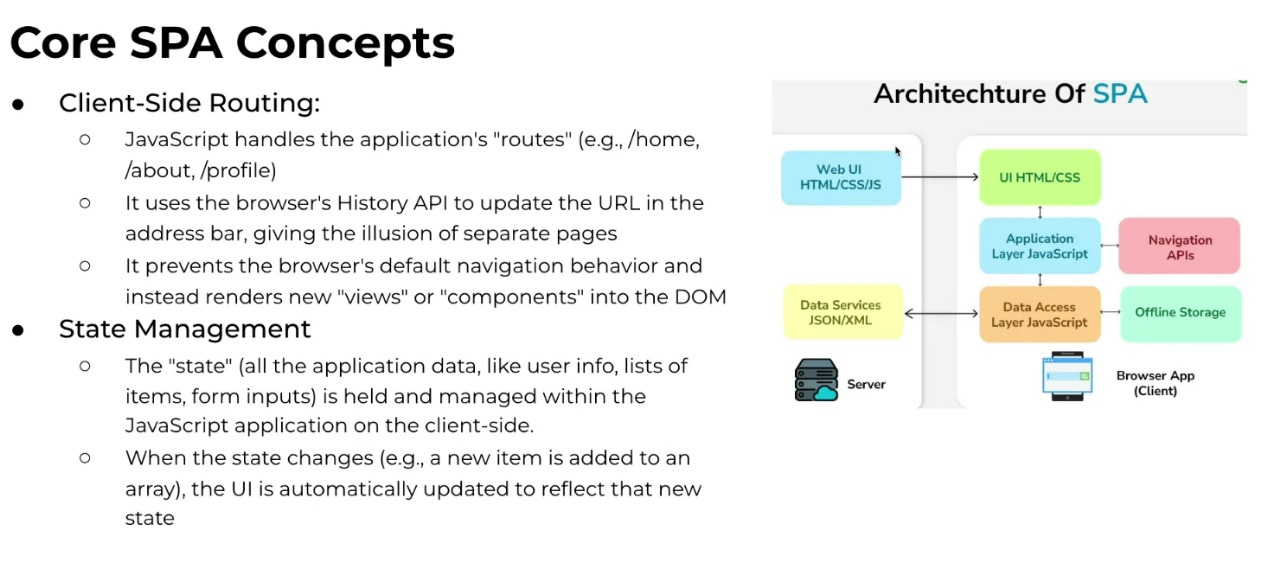 Core SPA Concepts
● Client-Side Routing:
○ JavaScript handles the application's "routes" (e.g., /home,
/about, /profile)
○ It uses the browser's History API to update the URL in the
address bar, giving the illusion of separate pages
○ It prevents the browser's default navigation behavior and
instead renders new "views" or "components" into the DOM
● State Management
○ The "state" (all the application data, like user info, lists of
items, form inputs) is held and managed within the
JavaScript application on the client-side.
○ When the state changes (e.g., a new item is added to an
array), the UI is automatically updated to reflect that new
state
Architechture Of SPA
Web UI
HTML/CSS/JS
UI HTML/CSS
Application
Layer JavaScript
Navigation
APIs
Data Services
JSON/XML
Data Access
Layer JavaScript
Offline Storage
Server
Browser App
(Client)